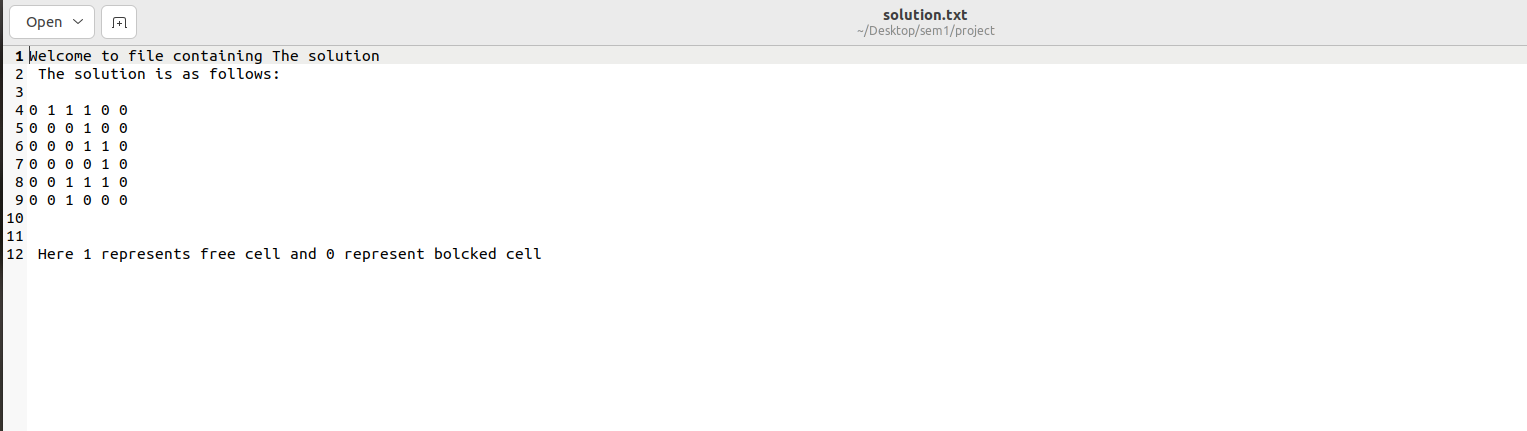 Open
solution.txt
~/Desktop/sem1/project
1 Welcome to file containing The solution
2 The solution is as follows:
3
4 0 1 1 1 0 0
5 0 0 0 1 0 0
6 0 0 0 1 1 0
7 0 0 0 0 1 0
8 0 0 1 1 1 0
9 0 0 1 0 0 0
10
11
12 Here 1 represents free cell and 0 represent bolcked cell